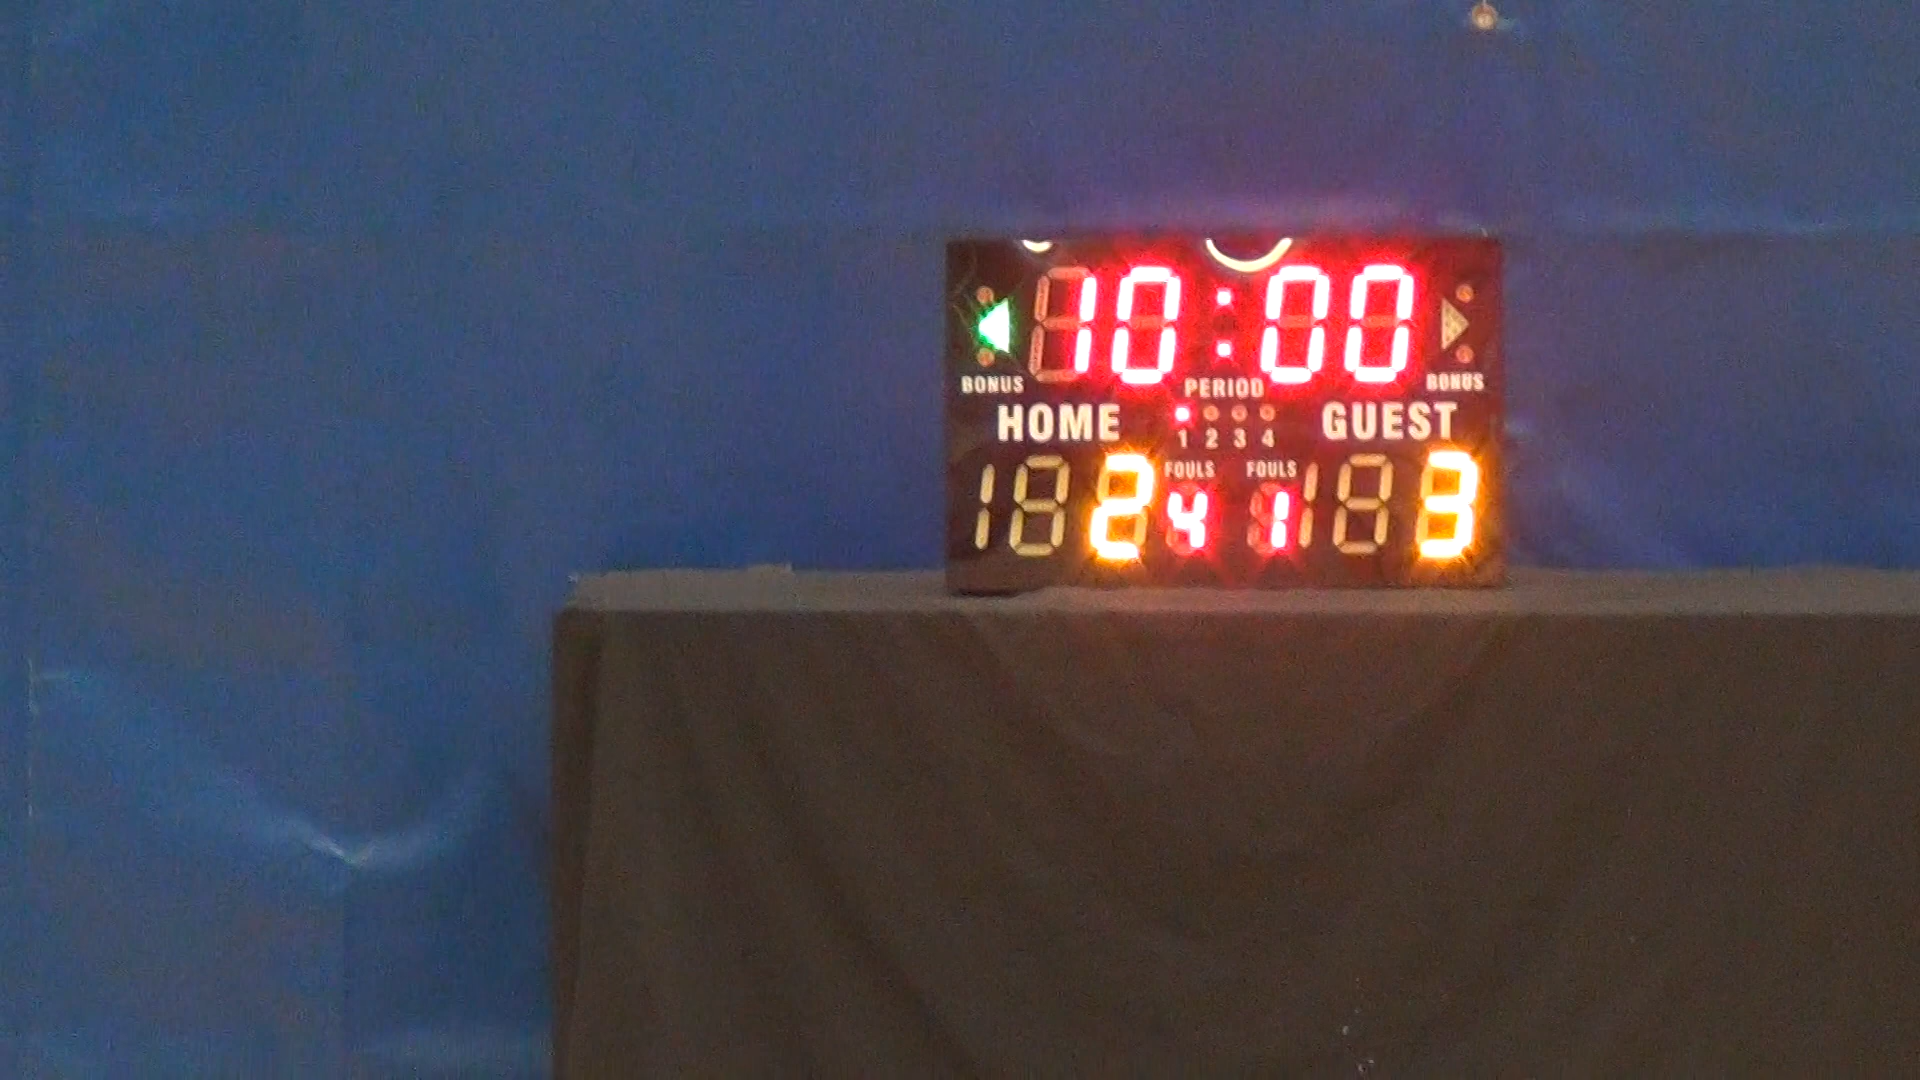 10:00
BONUS PERIOD BONUS
HOME GUEST
1 2 3 4
FOULS FOULS
2 4 1 3